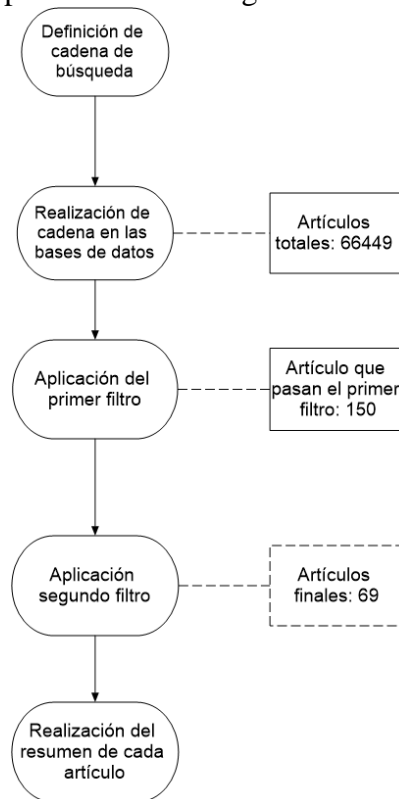 Definición de
cadena de
búsqueda
Realización de
cadena en las
bases de datos
Artículos
totales: 66449
Aplicación del
primer filtro
Artículo que
pasan el primer
filtro: 150
Aplicación
segundo filtro
Artículos
finales: 69
Realización del
resumen de cada
artículo